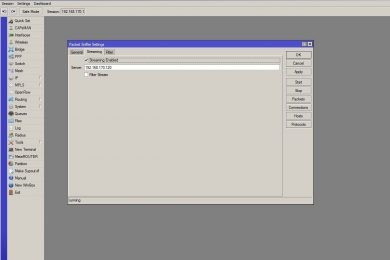 Session Settings Dashboard
Safe Mode Session: 192.168.170.1
Quick Set
CAPsMAN
Interfaces
Wireless
Bridge
PPP
Switch
Mesh
IP
MPLS
OpenFlow
Routing
System
Queues
Files
Log
Radius
Tools
New Terminal
MetaROUTER
Partition
Make Supout.rif
Manual
New WinBox
Exit
Packet Sniffer Settings
General Streaming Filter
Streaming Enabled
Server: 192.168.170.120
Filter Stream
OK
Cancel
Apply
Start
Stop
Packets
Connections
Hosts
Protocols
running